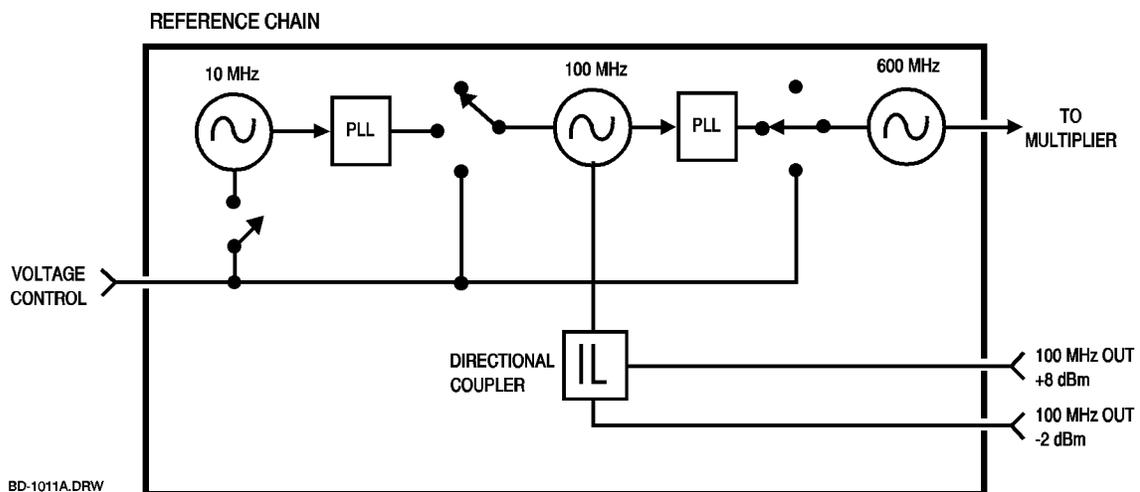 REFERENCE CHAIN
10 MHz
100 MHz
600 MHz
PLL
PLL
TO
MULTIPLIER
VOLTAGE
CONTROL
DIRECTIONAL
COUPLER
IL
100 MHz OUT
+8 dBm
100 MHz OUT
-2 dBm
BD-1011A.DRW